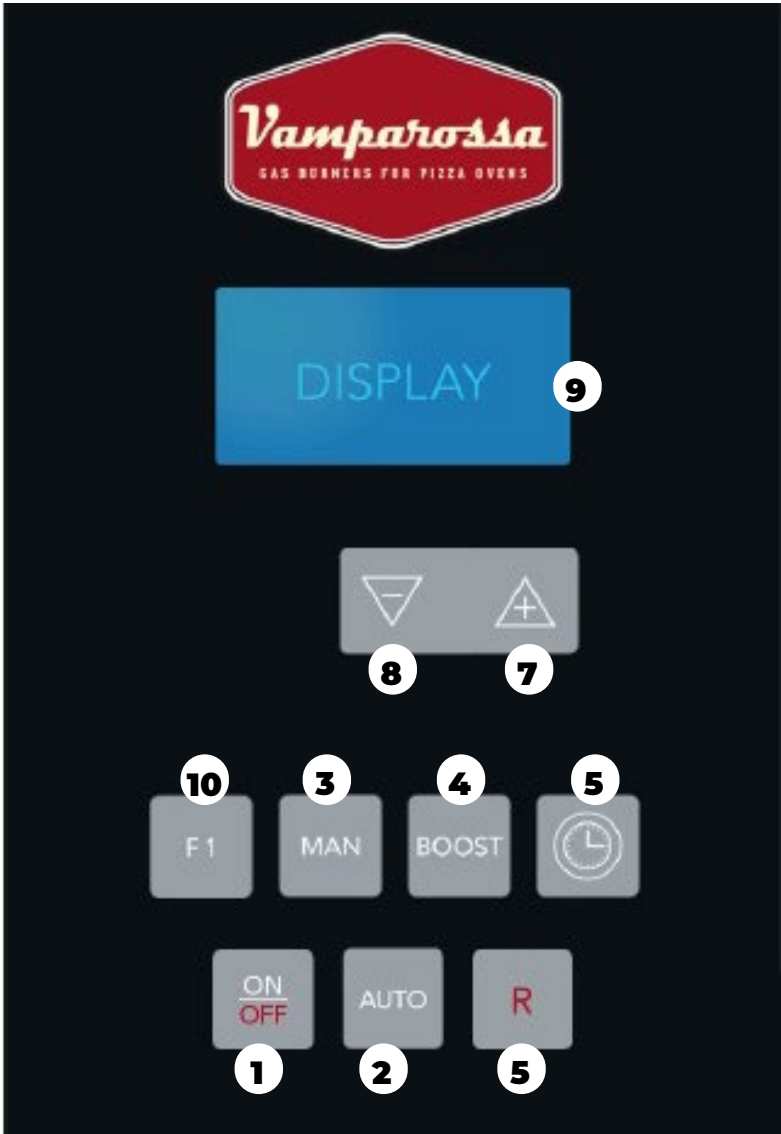 Vamparossa
GAS BURNERS FOR PIZZA OVENS
DISPLAY
9
- +
8 7
10 3 4 5
F1 MAN BOOST
ON AUTO R
OFF
1 2 5